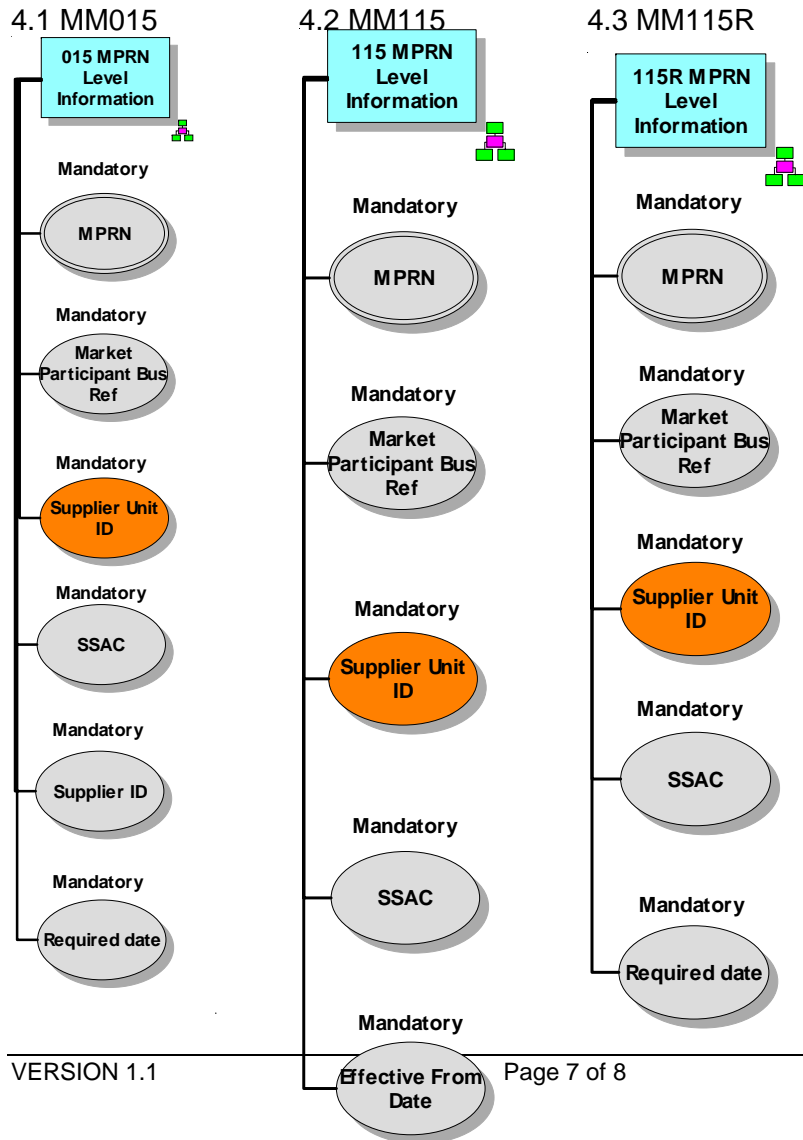 4.1 MM015
015 MPRN
Level
Information
Mandatory
MPRN
Mandatory
Market
Participant Bus
Ref
Mandatory
Supplier Unit
ID
Mandatory
SSAC
Mandatory
Supplier ID
Mandatory
Required date
4.2 MM115
115 MPRN
Level
Information
Mandatory
MPRN
Mandatory
Market
Participant Bus
Ref
Mandatory
Supplier Unit
ID
Mandatory
SSAC
Mandatory
Effective From
Date
4.3 MM115R
115R MPRN
Level
Information
Mandatory
MPRN
Mandatory
Market
Participant Bus
Ref
Mandatory
Supplier Unit
ID
Mandatory
SSAC
Mandatory
Required date
VERSION 1.1
Page 7 of 8